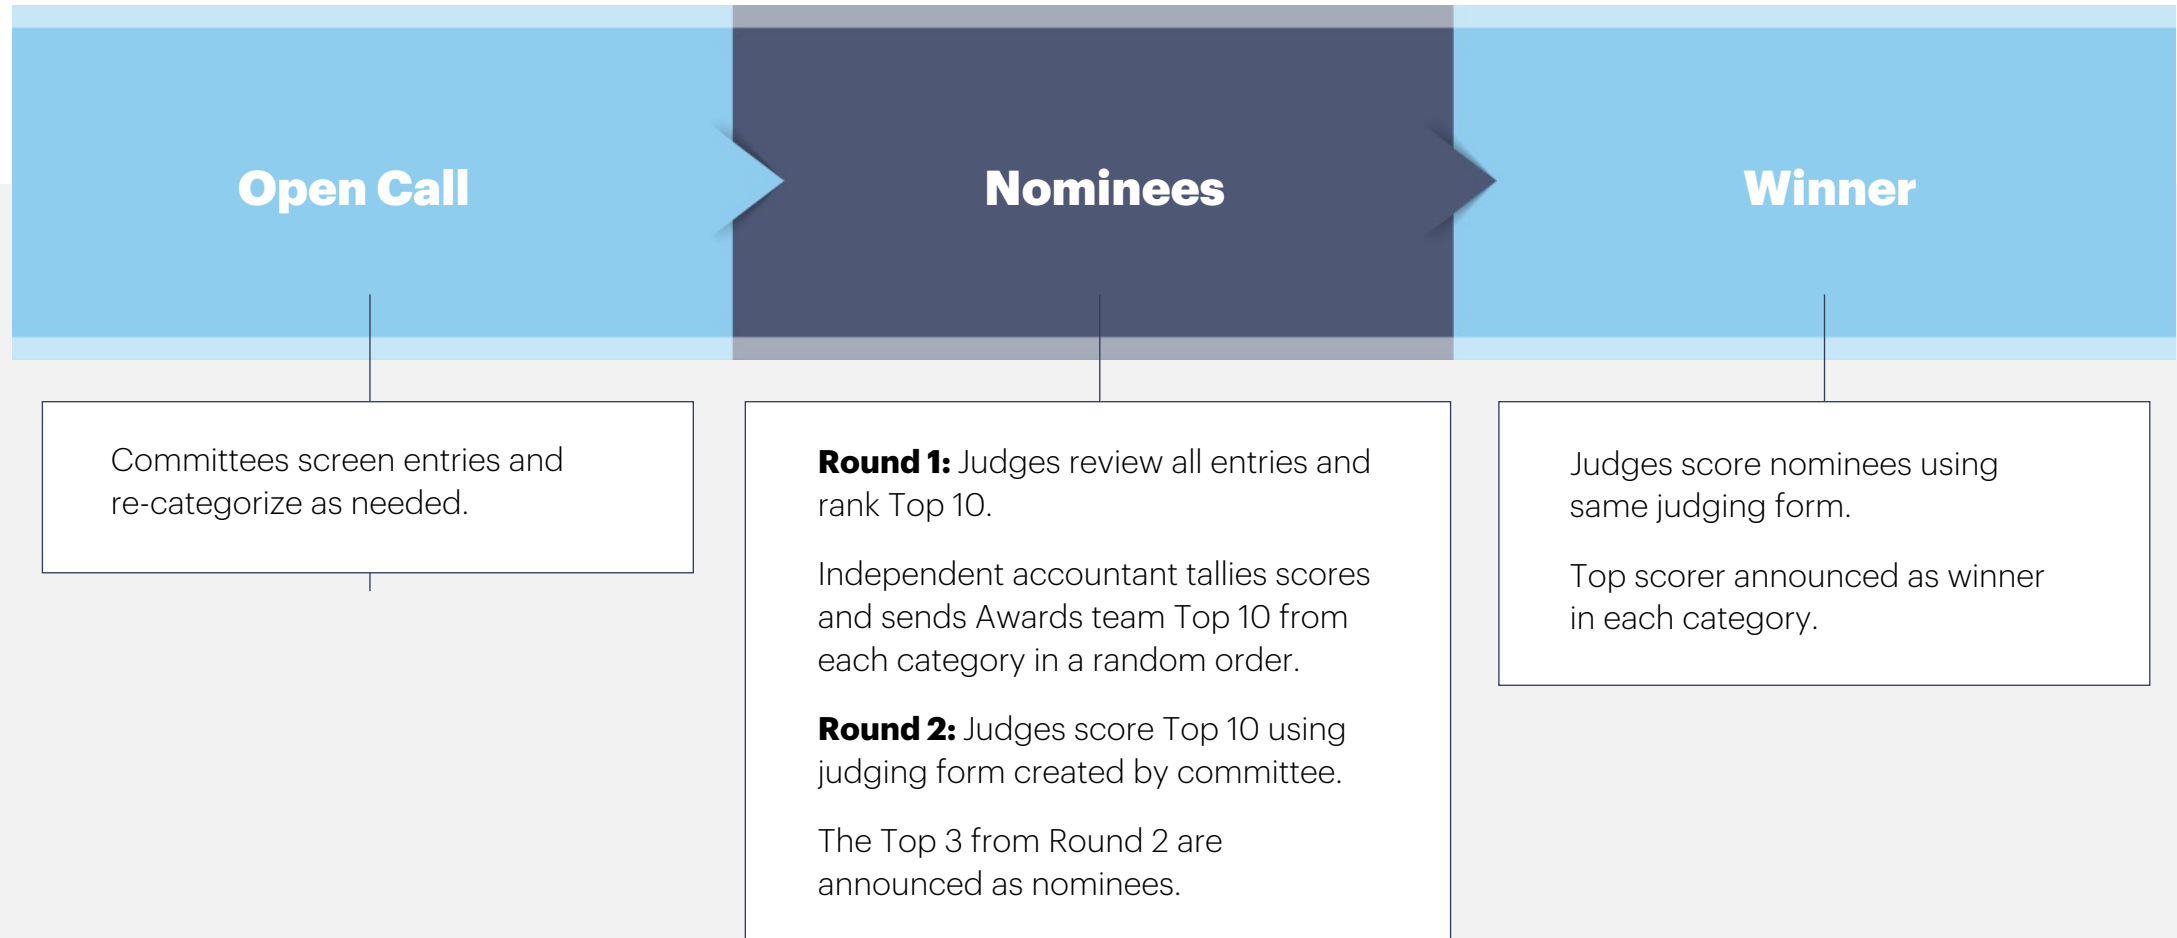 Open Call
Nominees
Winner
Committees screen entries and
re-categorize as needed.
Round 1: Judges review all entries and
rank Top 10.
Independent accountant tallies scores
and sends Awards team Top 10 from
each category in a random order.
Round 2: Judges score Top 10 using
judging form created by committee.
The Top 3 from Round 2 are
announced as nominees.
Judges score nominees using
same judging form.
Top scorer announced as winner
in each category.